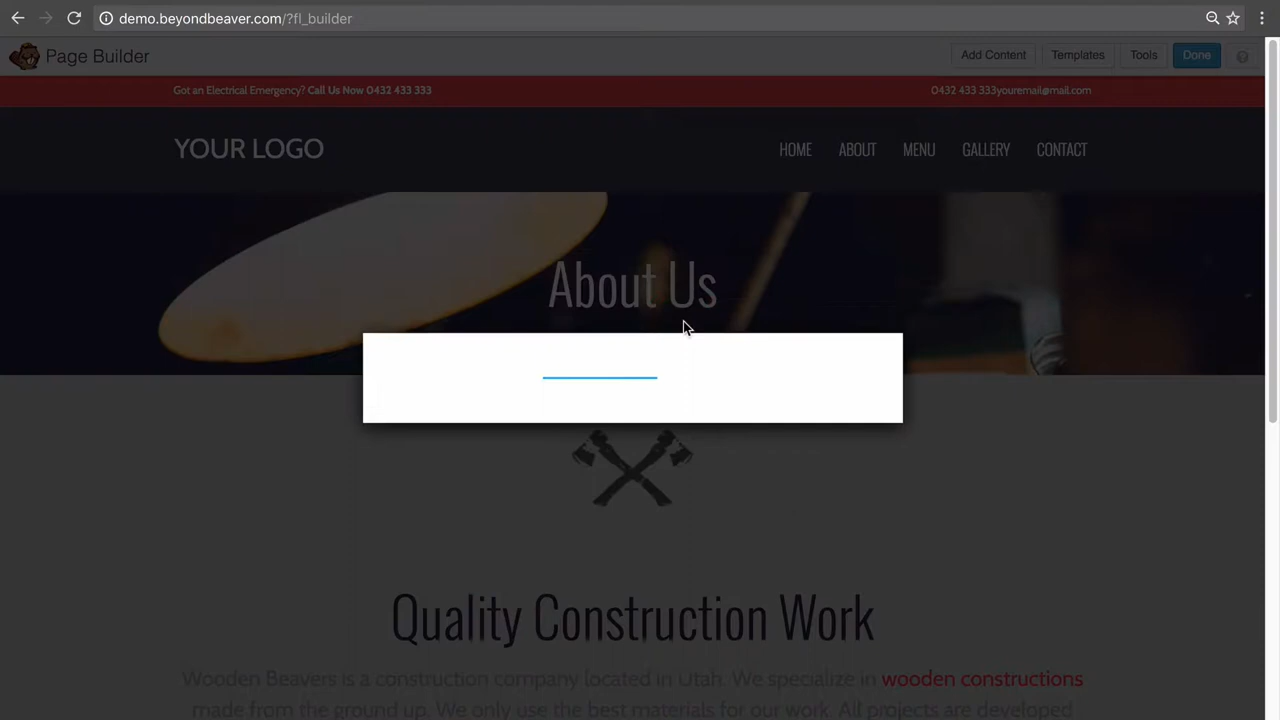 demo.beyondbeaver.com/?fl_builder
Page Builder
Add Content
Templates
Tools
Done
Got an Electrical Emergency? Call Us Now 0432 433 333
0432 433 333youremail@mail.com
YOUR LOGO
HOME ABOUT MENU GALLERY CONTACT
About Us
Quality Construction Work
Wooden Beavers is a construction company located in Utah. We specialize in wooden constructions
made from the ground up. We only use the best materials for our work. All projects are developed